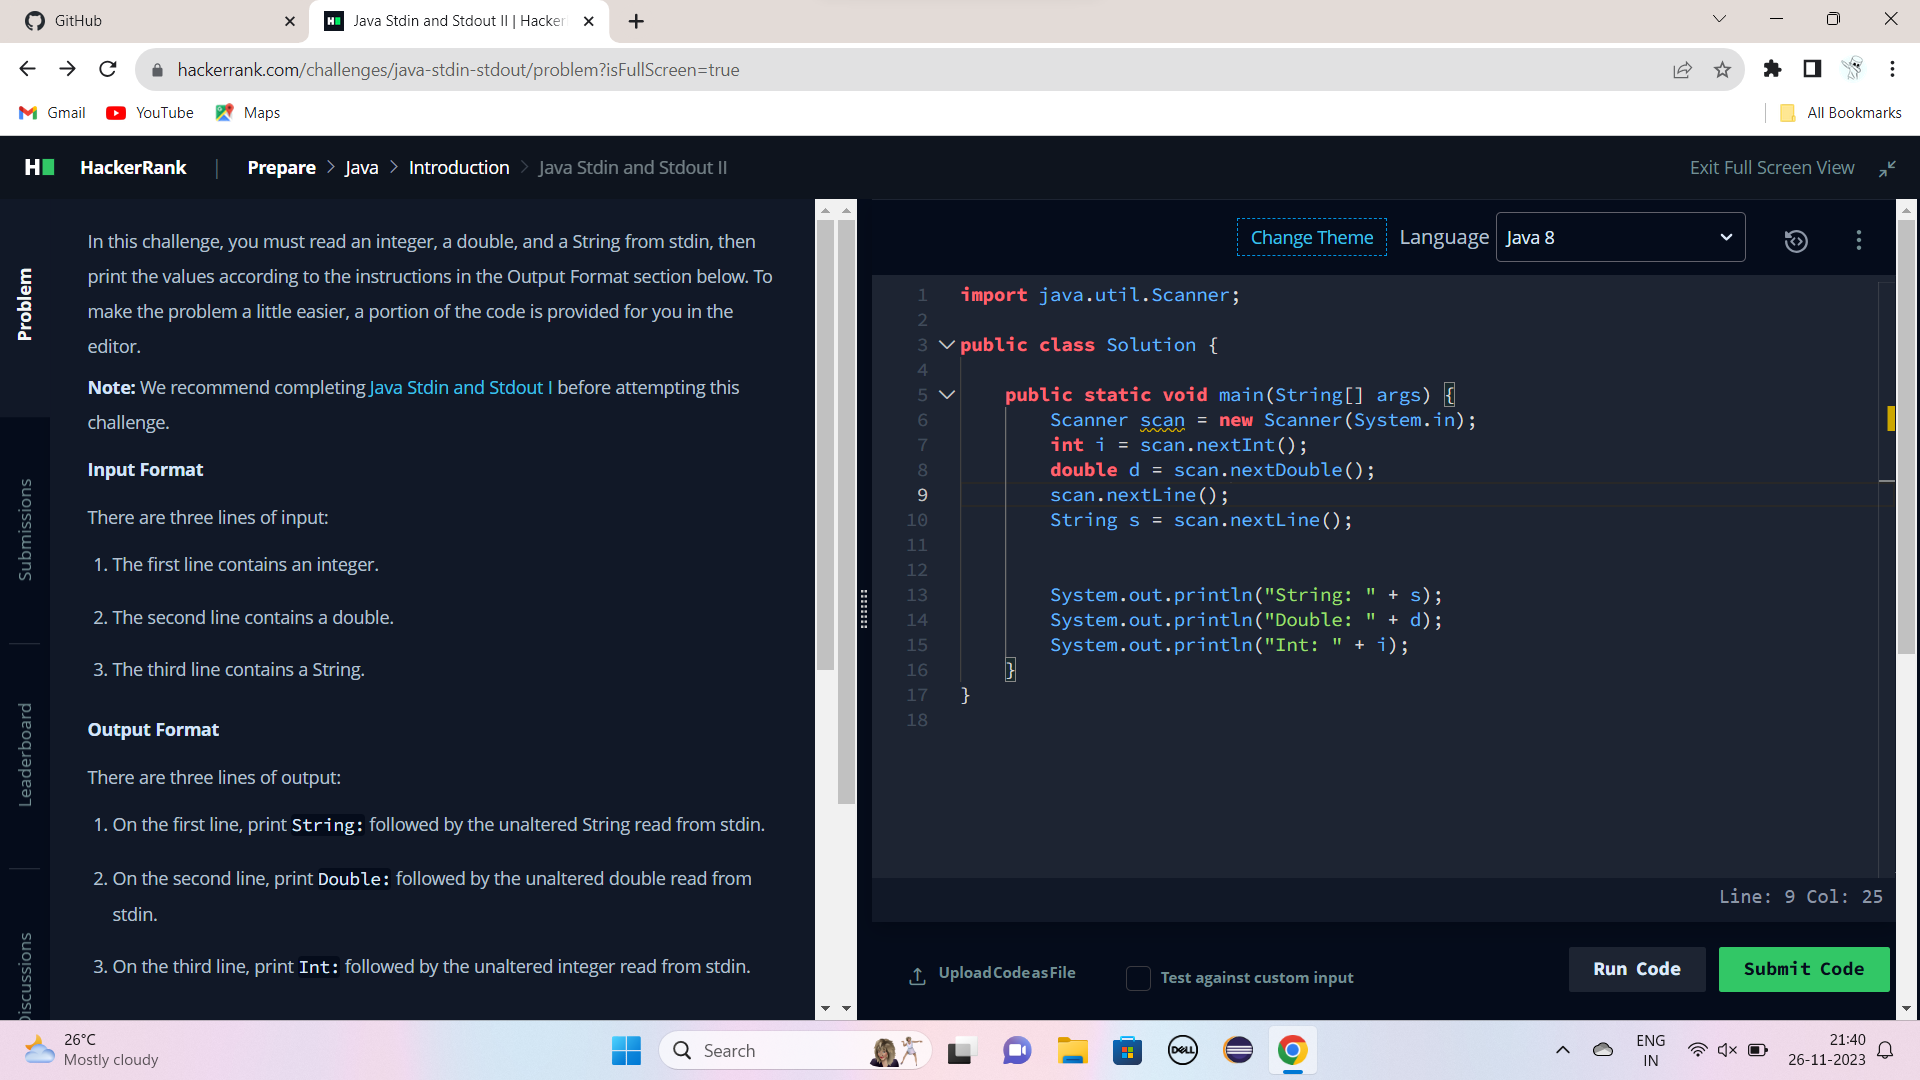 GitHub
Java Stdin and Stdout II | Hacker
hackerrank.com/challenges/java-stdin-stdout/problem?isFullScreen=true
Gmail
YouTube
Maps
All Bookmarks
HackerRank
Prepare
Java
Introduction
Java Stdin and Stdout II
Exit Full Screen View
Problem
Submissions
Leaderboard
Discussions
In this challenge, you must read an integer, a double, and a String from stdin, then
print the values according to the instructions in the Output Format section below. To
make the problem a little easier, a portion of the code is provided for you in the
editor.
Note: We recommend completing Java Stdin and Stdout I before attempting this
challenge.
Input Format
There are three lines of input:
1. The first line contains an integer.
2. The second line contains a double.
3. The third line contains a String.
Output Format
There are three lines of output:
1. On the first line, print String: followed by the unaltered String read from stdin.
2. On the second line, print Double: followed by the unaltered double read from
stdin.
3. On the third line, print Int: followed by the unaltered integer read from stdin.
Change Theme
Language
Java 8
1 import java.util.Scanner;
2
3 public class Solution {
4
5 public static void main(String[] args) {
6 Scanner scan = new Scanner(System.in);
7 int i = scan.nextInt();
8 double d = scan.nextDouble();
9 scan.nextLine();
10 String s = scan.nextLine();
11
12
13 System.out.println("String: " + s);
14 System.out.println("Double: " + d);
15 System.out.println("Int: " + i);
16 }
17 }
18
Line: 9 Col: 25
Upload Code as File
Test against custom input
Run Code
Submit Code
26°C
Mostly cloudy
Search
DELL
ENG
IN
21:40
26-11-2023